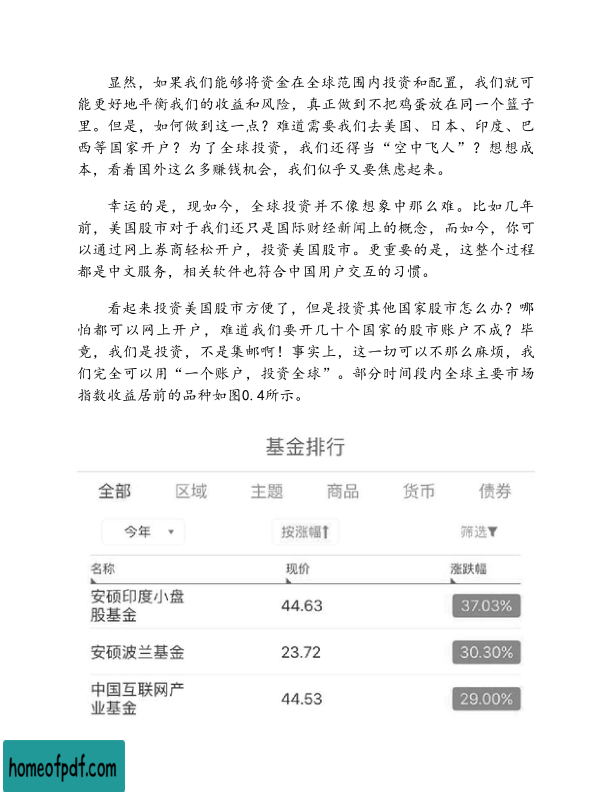 显然，如果我们能够将资金在全球范围内投资和配置，我们就可
能更好地平衡我们的收益和风险，真正做到不把鸡蛋放在同一个篮子
里。但是，如何做到这一点？难道需要我们去美国、日本、印度、巴
西等国家开户？为了全球投资，我们还得当“空中飞人”？想想成
本，看着国外这么多赚钱机会，我们似乎又要焦虑起来。
幸运的是，现如今，全球投资并不像想象中那么难。比如几年
前，美国股市对于我们还只是国际财经新闻上的概念，而如今，你可
以通过网上券商轻松开户，投资美国股市。更重要的是，这整个过程
都是中文服务，相关软件也符合中国用户交互的习惯。
看起来投资美国股市方便了，但是投资其他国家股市怎么办？哪
怕都可以网上开户，难道我们要开几十个国家的股市账户不成？毕
竟，我们是投资，不是集邮啊！事实上，这一切可以不那么麻烦，我
们完全可以用“一个账户，投资全球”。部分时间段内全球主要市场
指数收益居前的品种如图0.4所示。
基金排行
全部 区域 主题 商品 货币 债券
今年 按涨幅 筛选
名称 现价 涨跌幅
安硕印度小盘
股基金 44.63 37.03%
安硕波兰基金 23.72 30.30%
中国互联网产
业基金 44.53 29.00%
homeofpdf.com